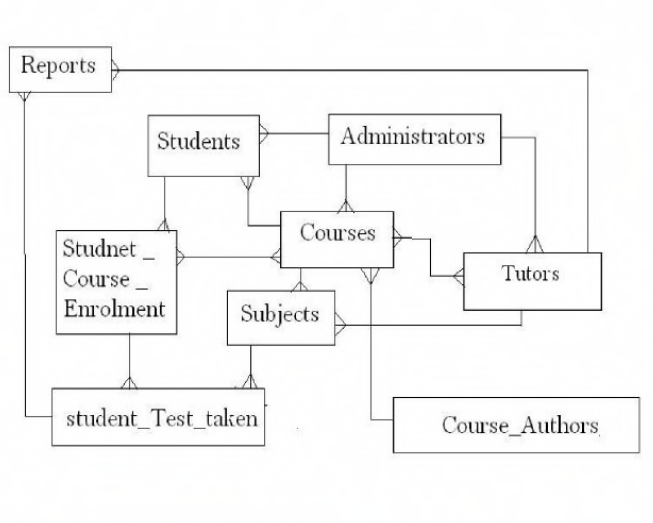 Reports
Students
Administrators
Studnet _
Course _
Enrolment
Courses
Tutors
Subjects
student_Test_taken
Course_Authors